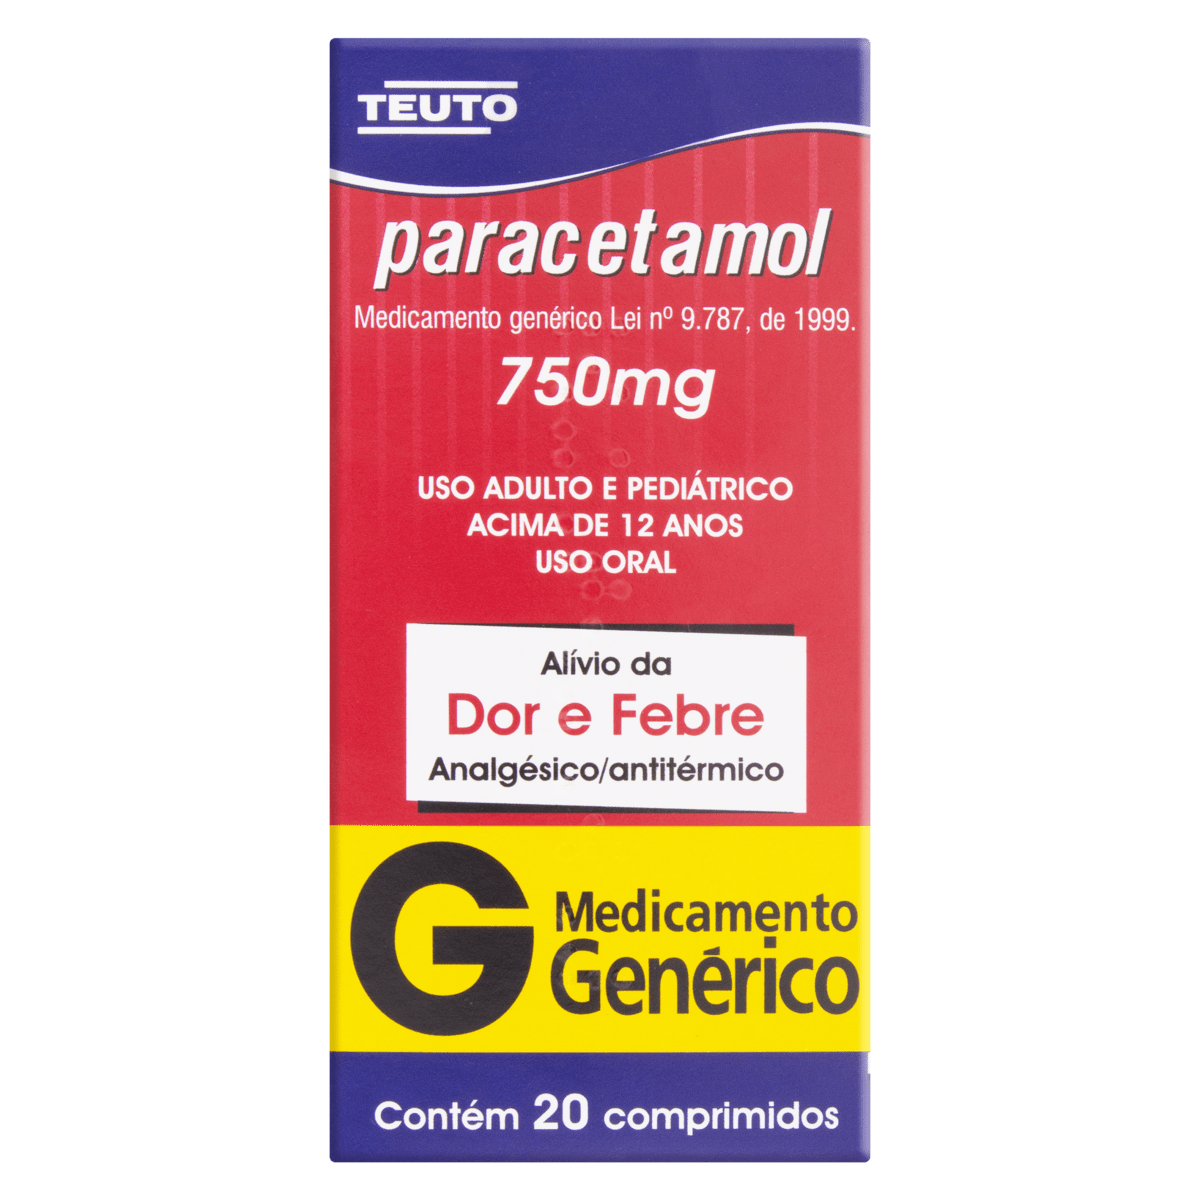 TEUTO
paracetamol
Medicamento genérico Lei nº 9.787, de 1999.
750mg
USO ADULTO E PEDIÁTRICO
ACIMA DE 12 ANOS
USO ORAL
Alívio da
Dor e Febre
Analgésico/antitérmico
G
Medicamento
Genérico
Contém 20 comprimidos